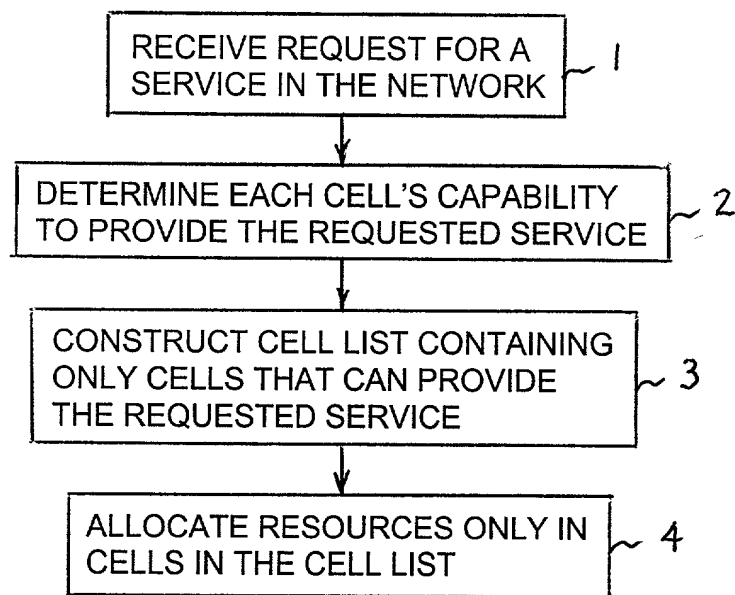 RECEIVE REQUEST FOR A
SERVICE IN THE NETWORK
1
DETERMINE EACH CELL'S CAPABILITY
TO PROVIDE THE REQUESTED SERVICE
2
CONSTRUCT CELL LIST CONTAINING
ONLY CELLS THAT CAN PROVIDE
THE REQUESTED SERVICE
3
ALLOCATE RESOURCES ONLY IN
CELLS IN THE CELL LIST
4